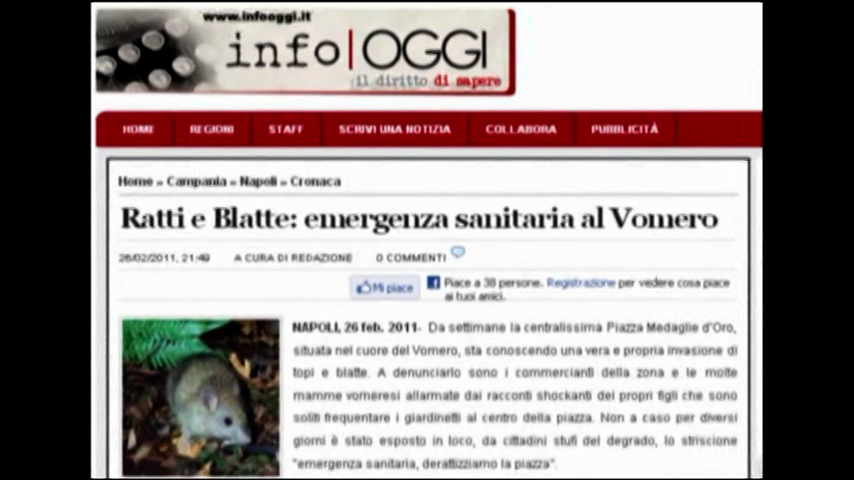 www.infooggi.it
info|OGGI
il diritto di sapere
HOME REGIONI STAFF SCRIVI UNA NOTIZIA COLLABORA PUBBLICITÀ
Home » Campania » Napoli » Cronaca
Ratti e Blatte: emergenza sanitaria al Vomero
26/02/2011, 21:49 A CURA DI REDAZIONE 0 COMMENTI
Mi piace Piace a 38 persone. Registrazione per vedere cosa piace
ai tuoi amici.
NAPOLI, 26 feb. 2011- Da settimane la centralissima Piazza Medaglie d'Oro,
situata nel cuore del Vomero, sta conoscendo una vera e propria invasione di
topi e blatte. A denunciarlo sono i commercianti della zona e le molte
mamme vomeresi allarmate dai racconti shockanti dei propri figli che sono
soliti frequentare i giardinetti al centro della piazza. Non a caso per diversi
giorni è stato esposto in loco, da cittadini stufi del degrado, lo striscione
"emergenza sanitaria, derattizziamo la piazza".